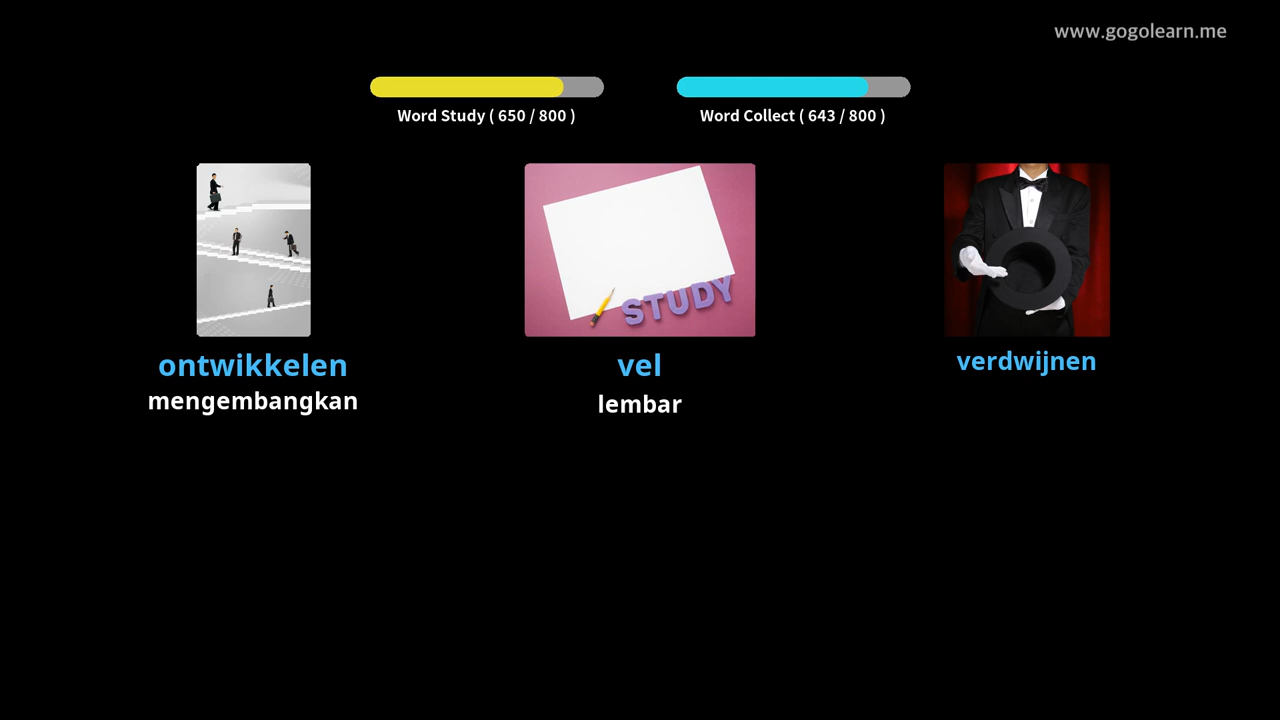 www.gogolearn.me
Word Study ( 650 / 800 )
Word Collect ( 643 / 800 )
STUDY
ontwikkelen
vel
verdwijnen
mengembangkan
lembar